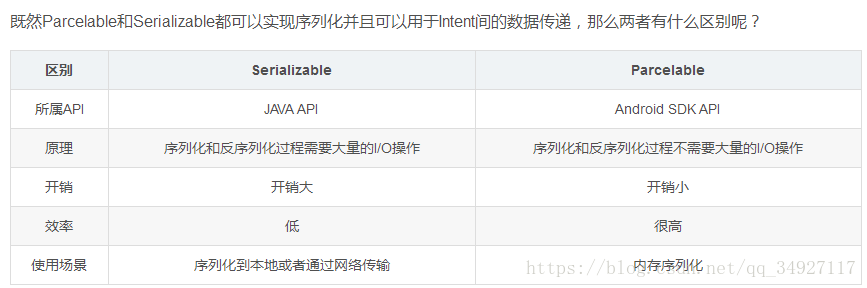 既然Parcelable和Serializable都可以实现序列化并且可以用于Intent间的数据传递，那么两者有什么区别呢？
区别 Serializable Parcelable
所属API JAVA API Android SDK API
原理 序列化和反序列化过程需要大量的I/O操作 序列化和反序列化过程不需要大量的I/O操作
开销 开销大 开销小
效率 低 很高
使用场景 序列化到本地或者通过网络传输 内存序列化
https://blog.csdn.net/qq_34927117